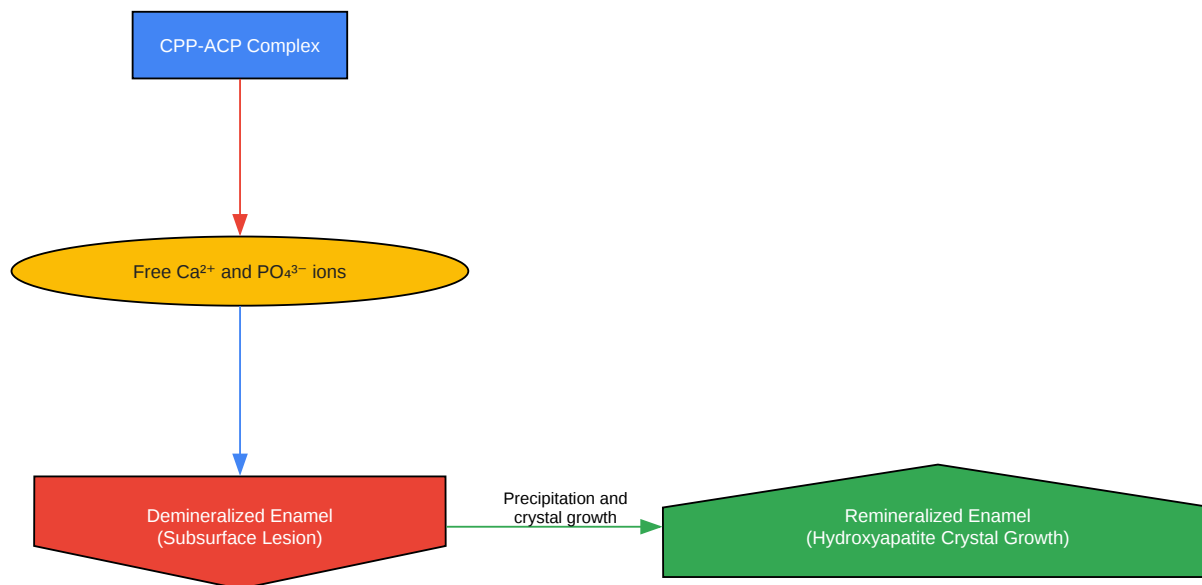 CPP-ACP Complex
Free Ca²⁺ and PO₄³⁻ ions
Demineralized Enamel
(Subsurface Lesion)
Precipitation and
crystal growth
Remineralized Enamel
(Hydroxyapatite Crystal Growth)